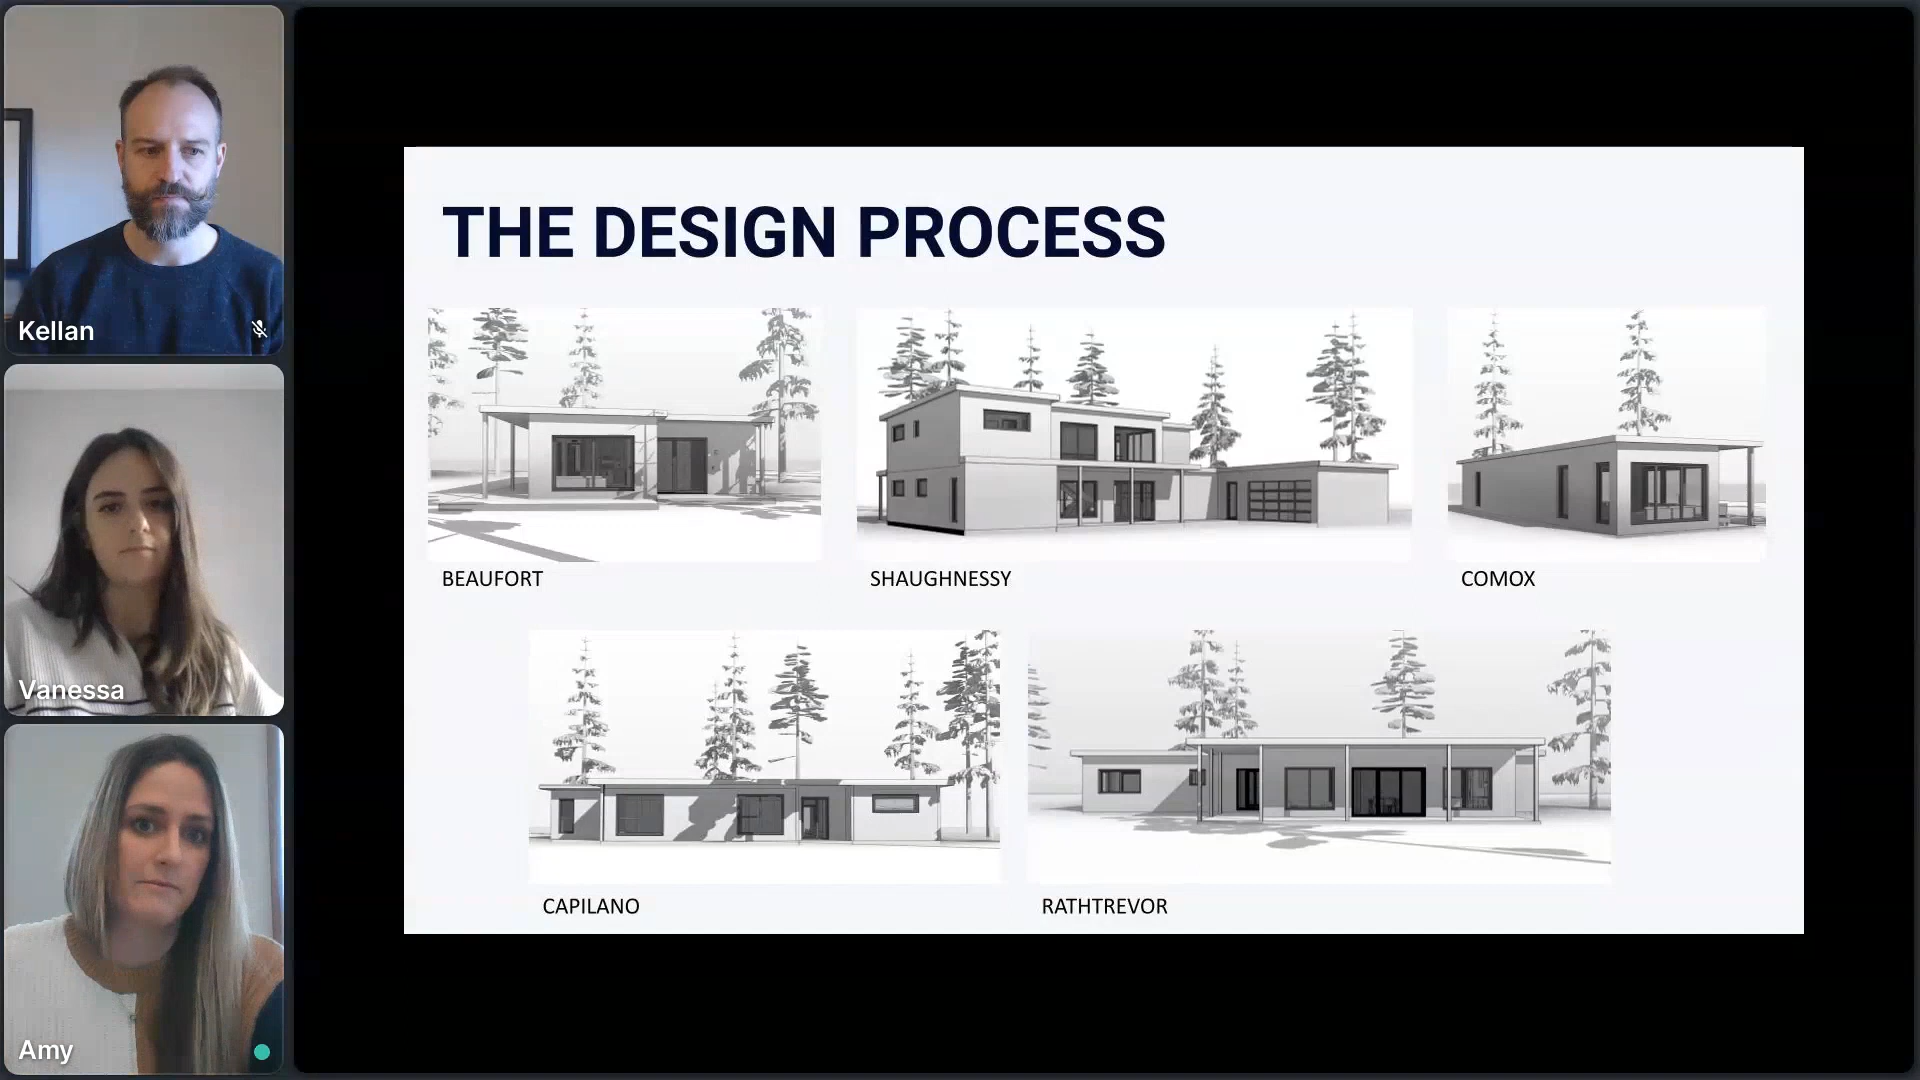 Kellan
Vanessa
Amy
THE DESIGN PROCESS
BEAUFORT
SHAUGHNESSY
COMOX
CAPILANO
RATHTREVOR